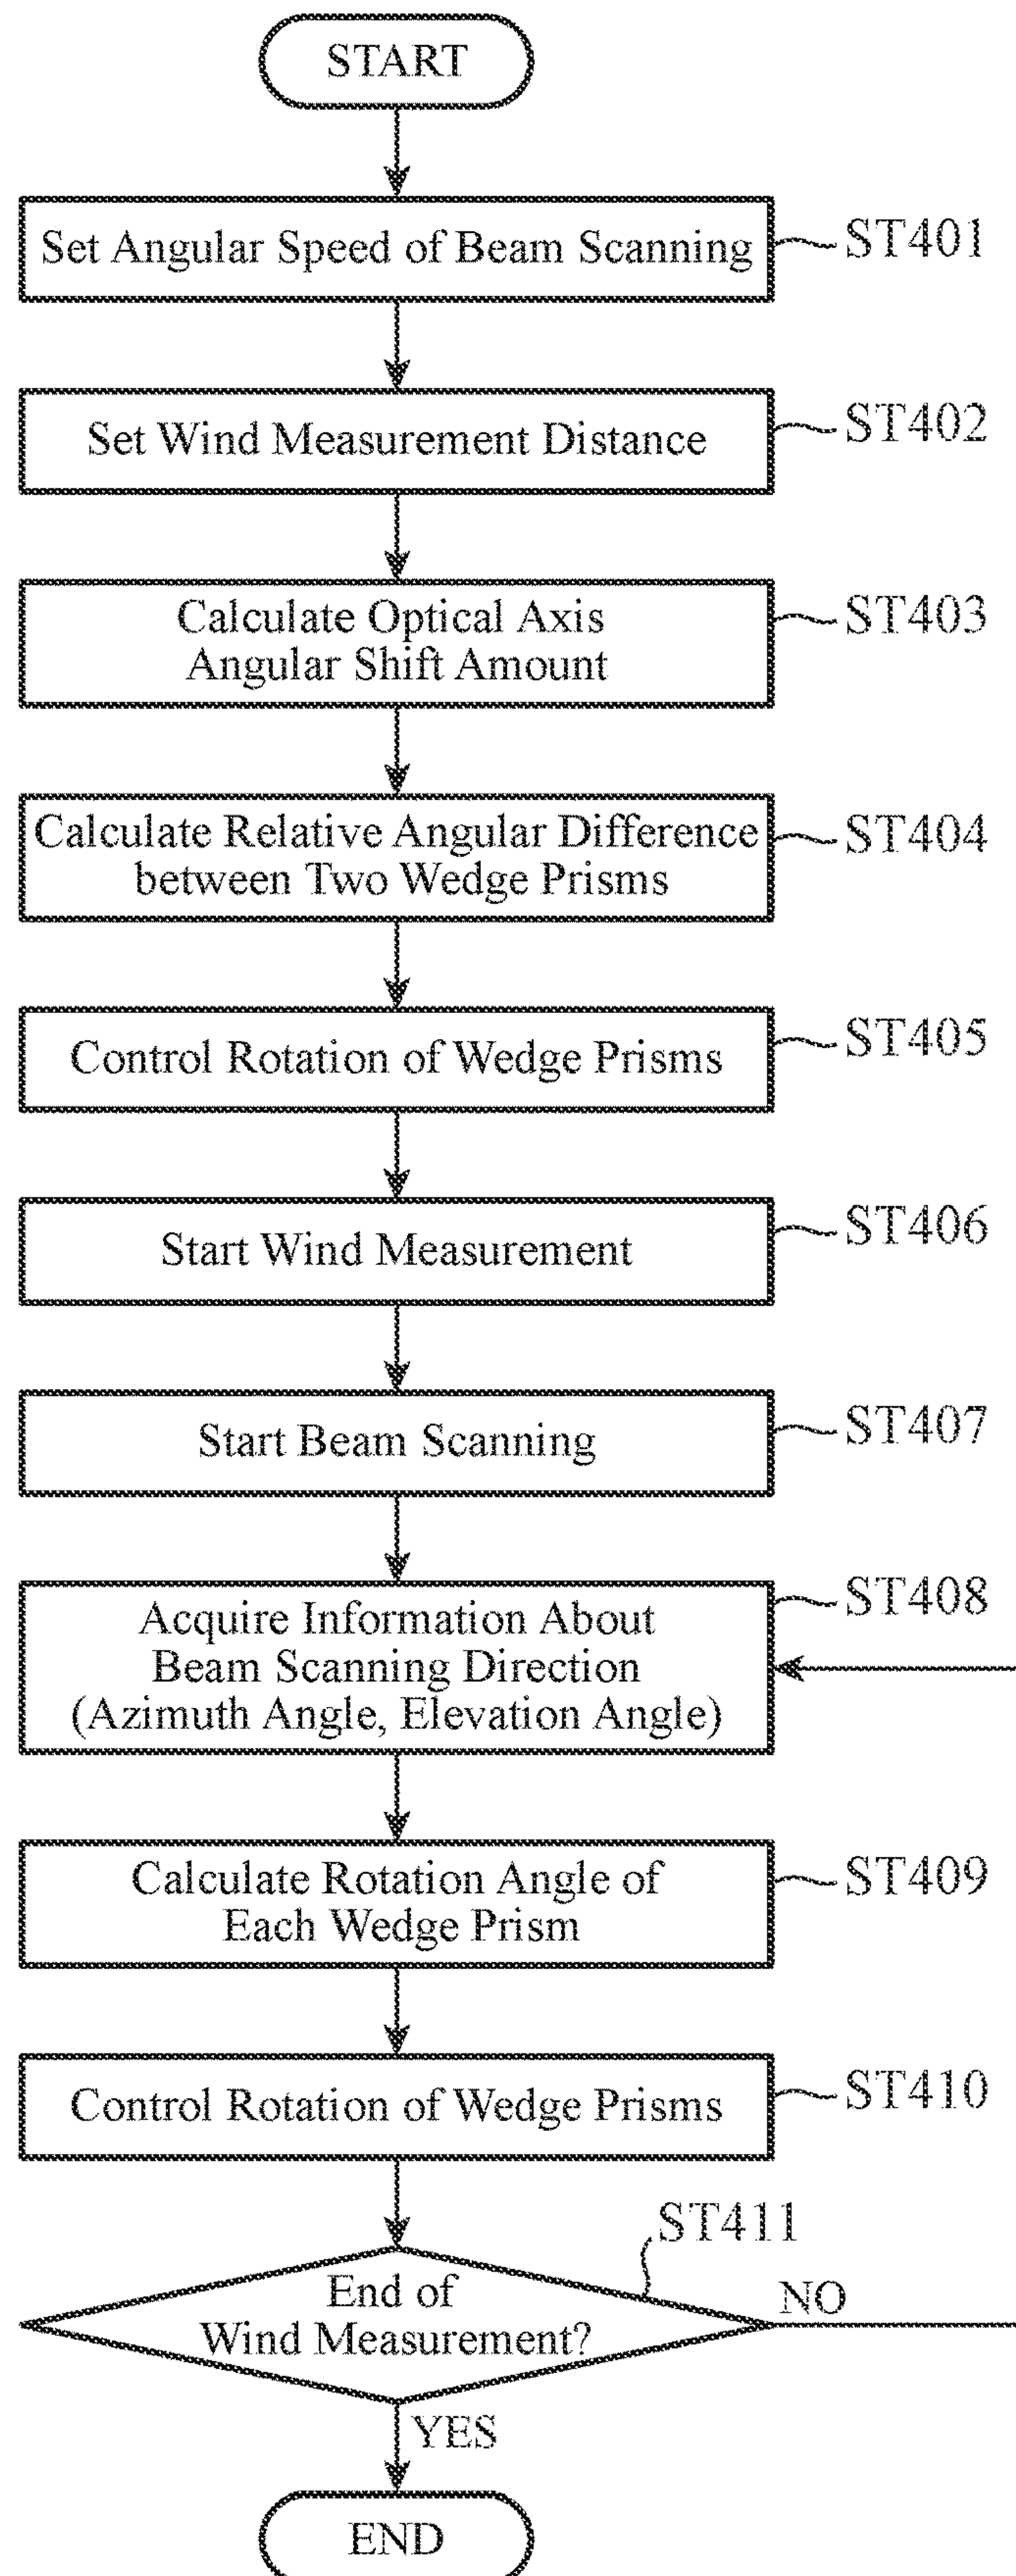 START
Set Angular Speed of Beam Scanning
ST401
Set Wind Measurement Distance
ST402
Calculate Optical Axis
Angular Shift Amount
ST403
Calculate Relative Angular Difference
between Two Wedge Prisms
ST404
Control Rotation of Wedge Prisms
ST405
Start Wind Measurement
ST406
Start Beam Scanning
ST407
Acquire Information About
Beam Scanning Direction
(Azimuth Angle, Elevation Angle)
ST408
Calculate Rotation Angle of
Each Wedge Prism
ST409
Control Rotation of Wedge Prisms
ST410
ST411
End of
Wind Measurement?
NO
YES
END